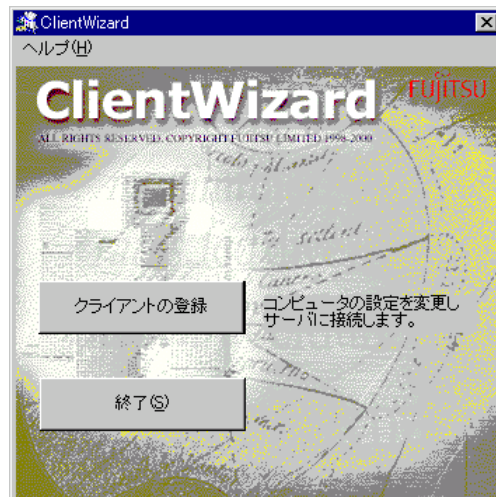 ClientWizard
ヘルプ(H)
ClientWizard
FUJITSU
ALL RIGHTS RESERVED, COPYRIGHT FUJITSU LIMITED 1998-2000
クライアントの登録
コンピュータの設定を変更し
サーバに接続します。
終了(S)